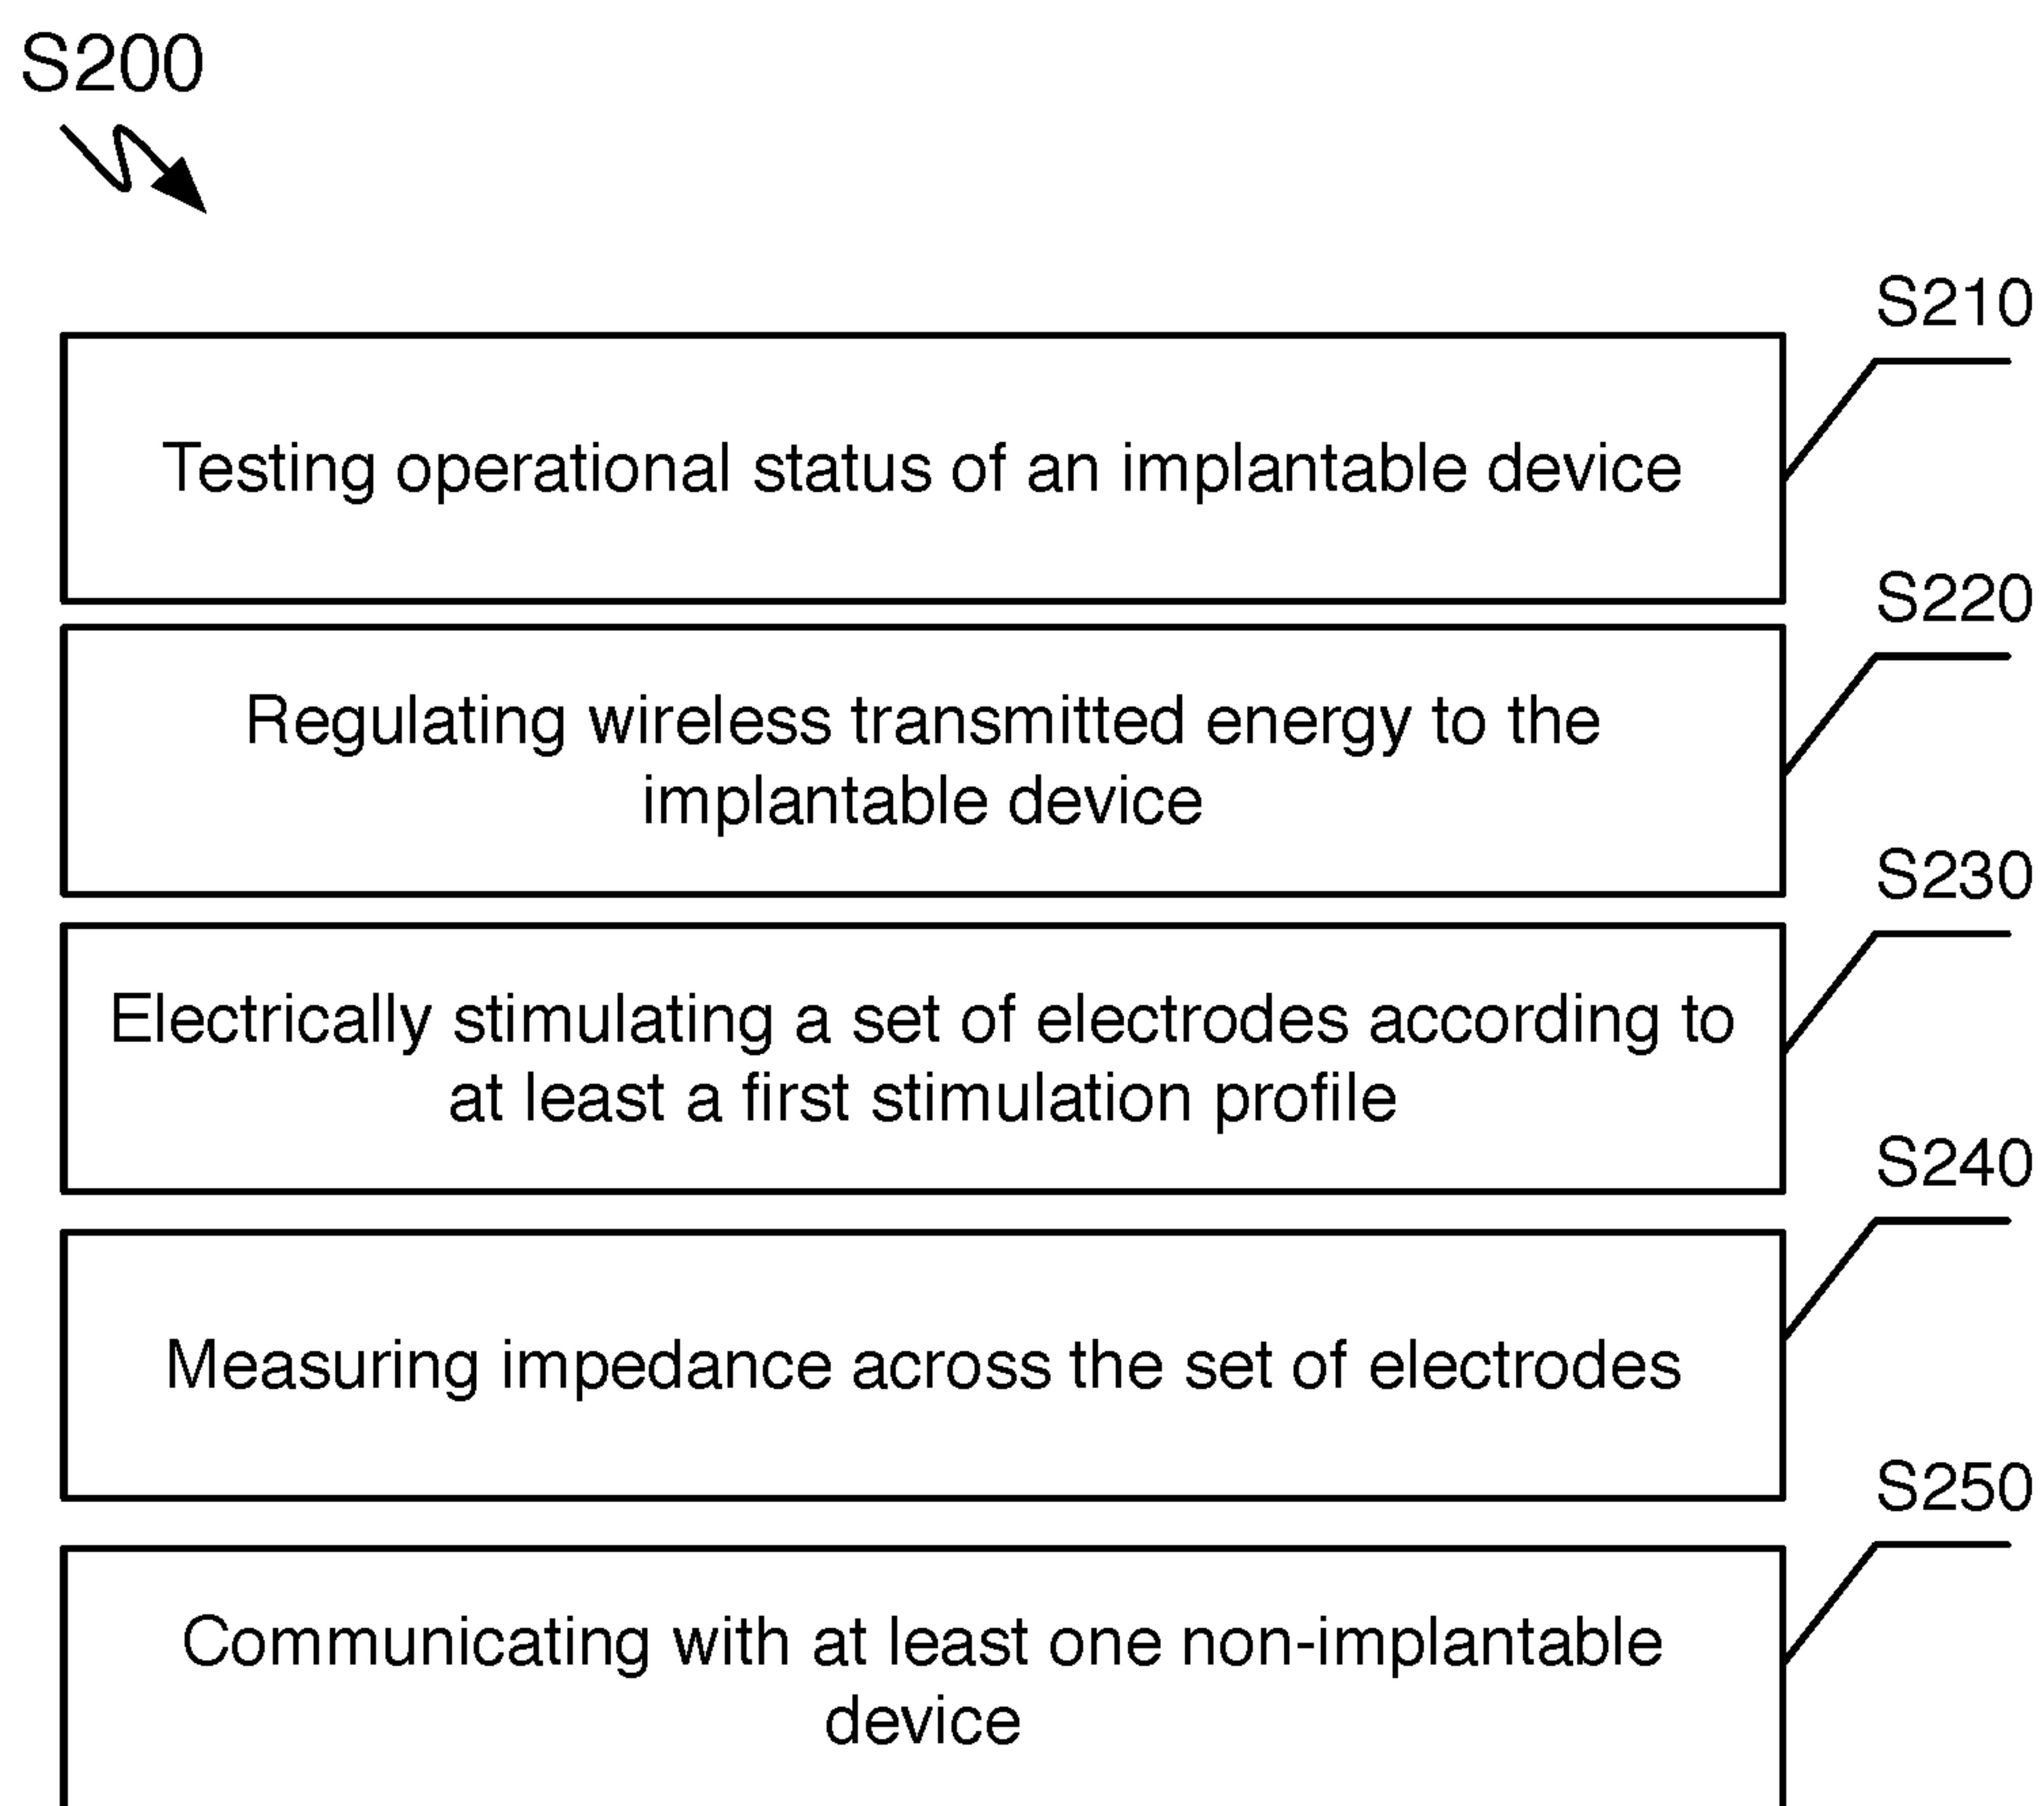 S200
S210
Testing operational status of an implantable device
S220
Regulating wireless transmitted energy to the
implantable device
S230
Electrically stimulating a set of electrodes according to
at least a first stimulation profile
S240
Measuring impedance across the set of electrodes
S250
Communicating with at least one non-implantable
device